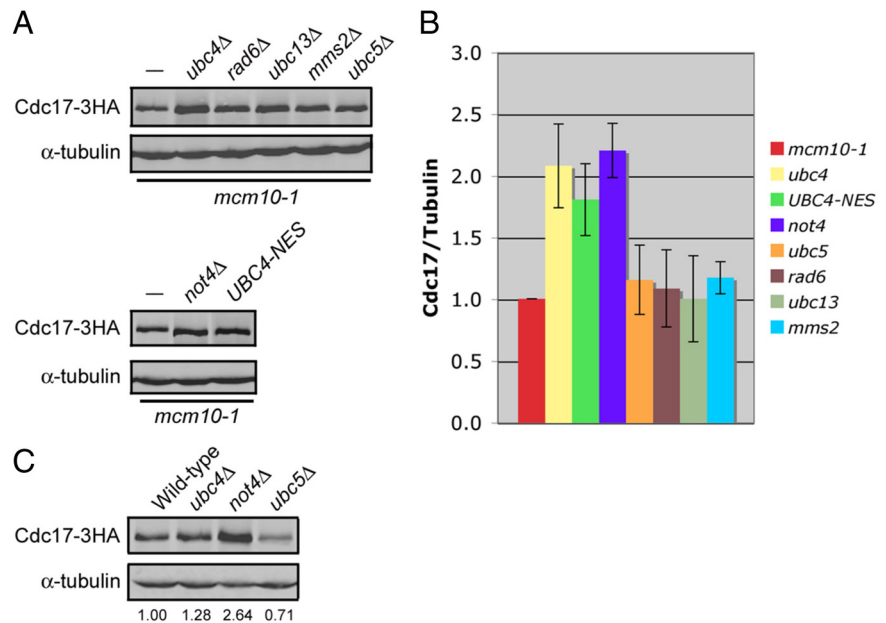 A
— ubc4Δ rad6Δ ubc13Δ mms2Δ ubc5Δ
Cdc17-3HA
α-tubulin
mcm10-1
— not4Δ UBC4-NES
Cdc17-3HA
α-tubulin
mcm10-1
B
3.0
2.5
2.0
1.5
1.0
0.5
0.0
Cdc17/Tubulin
mcm10-1
ubc4
UBC4-NES
not4
ubc5
rad6
ubc13
mms2
C
Wild-type ubc4Δ not4Δ ubc5Δ
Cdc17-3HA
α-tubulin
1.00 1.28 2.64 0.71